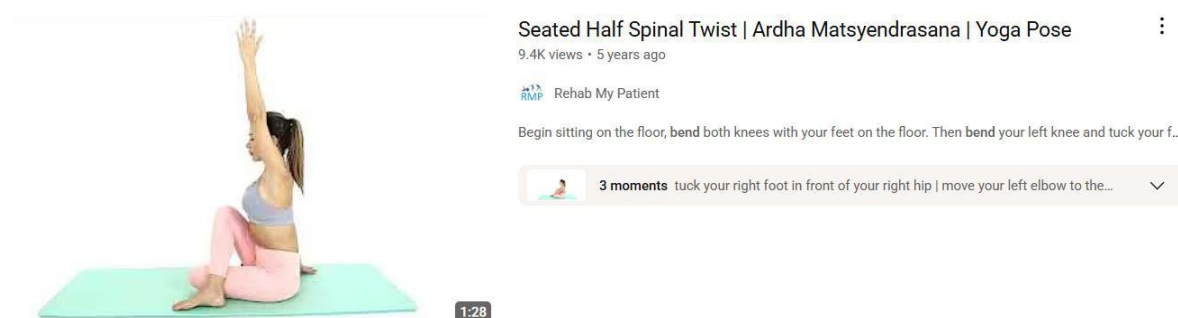 Seated Half Spinal Twist | Ardha Matsyendrasana | Yoga Pose
9.4K views • 5 years ago
RMP Rehab My Patient
Begin sitting on the floor, bend both knees with your feet on the floor. Then bend your left knee and tuck your f..
3 moments tuck your right foot in front of your right hip | move your left elbow to the...
1:28